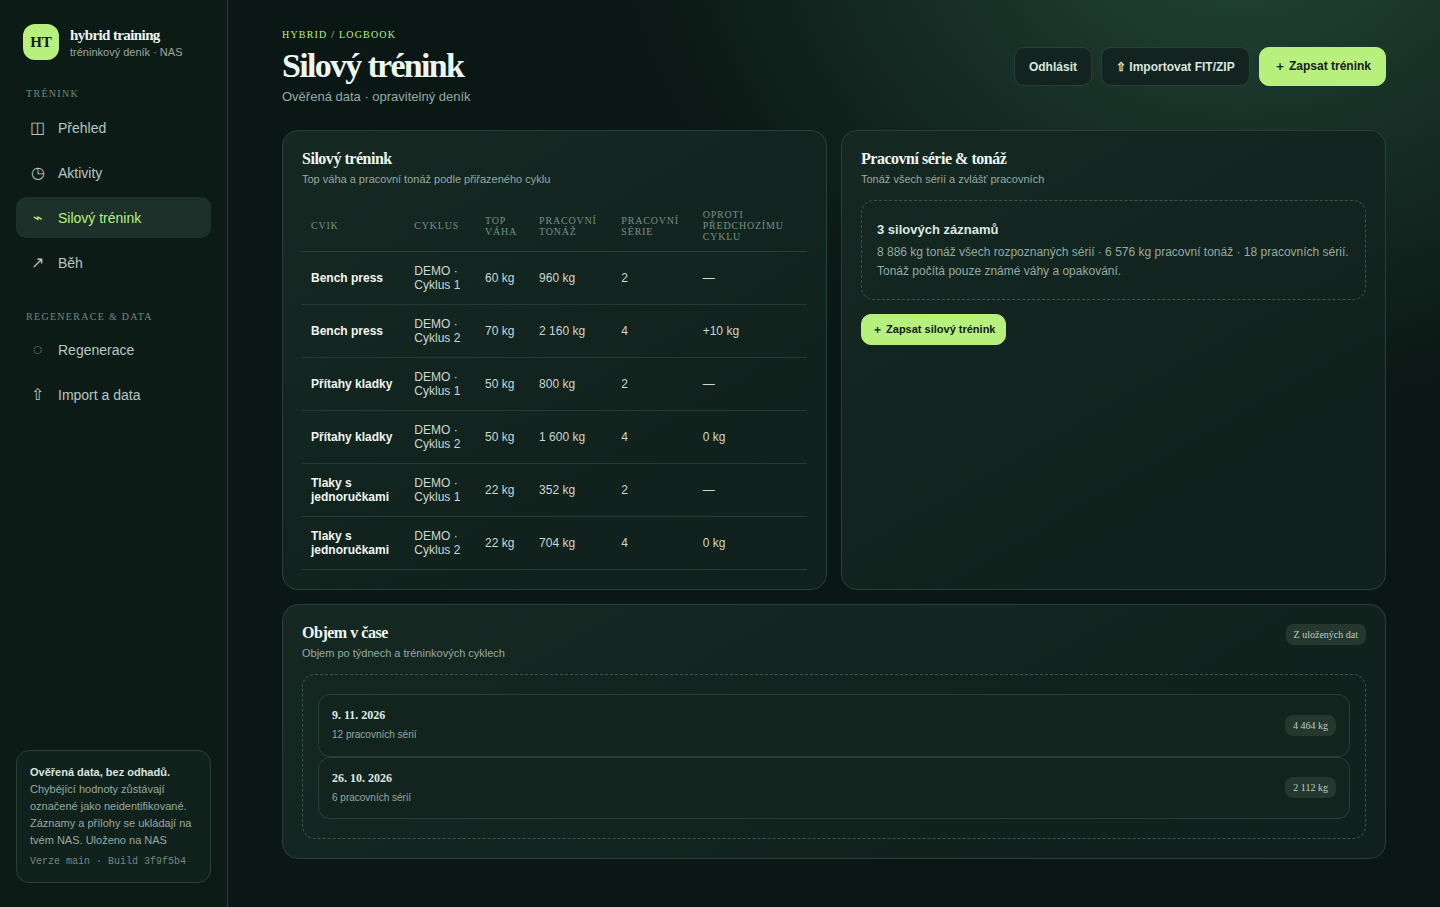 HT
hybrid training
tréninkový deník · NAS
TRÉNINK
Přehled
Aktivity
Silový trénink
Běh
REGENERACE & DATA
Regenerace
⇧ Import a data
Ověřená data, bez odhadů.
Chybějící hodnoty zůstávají
označené jako neidentifikované.
Záznamy a přílohy se ukládají na
tvém NAS. Uloženo na NAS
Verze main · Build 3f9f5b4
HYBRID / LOGBOOK
Silový trénink
Ověřená data · opravitelný deník
Odhlásit
⇧ Importovat FIT/ZIP
+ Zapsat trénink
Silový trénink
Top váha a pracovní tonáž podle přiřazeného cyklu
CVIK CYKLUS TOP VÁHA PRACOVNÍ TONÁŽ PRACOVNÍ SÉRIE OPROTI PŘEDCHOZÍMU CYKLU
Bench press DEMO · Cyklus 1 60 kg 960 kg 2 —
Bench press DEMO · Cyklus 2 70 kg 2 160 kg 4 +10 kg
Přítahy kladky DEMO · Cyklus 1 50 kg 800 kg 2 —
Přítahy kladky DEMO · Cyklus 2 50 kg 1 600 kg 4 0 kg
Tlaky s jednoručkami DEMO · Cyklus 1 22 kg 352 kg 2 —
Tlaky s jednoručkami DEMO · Cyklus 2 22 kg 704 kg 4 0 kg
Pracovní série & tonáž
Tonáž všech sérií a zvlášť pracovních
3 silových záznamů
8 886 kg tonáž všech rozpoznaných sérií · 6 576 kg pracovní tonáž · 18 pracovních sérií.
Tonáž počítá pouze známé váhy a opakování.
+ Zapsat silový trénink
Objem v čase
Objem po týdnech a tréninkových cyklech
Z uložených dat
9. 11. 2026
12 pracovních sérií
4 464 kg
26. 10. 2026
6 pracovních sérií
2 112 kg